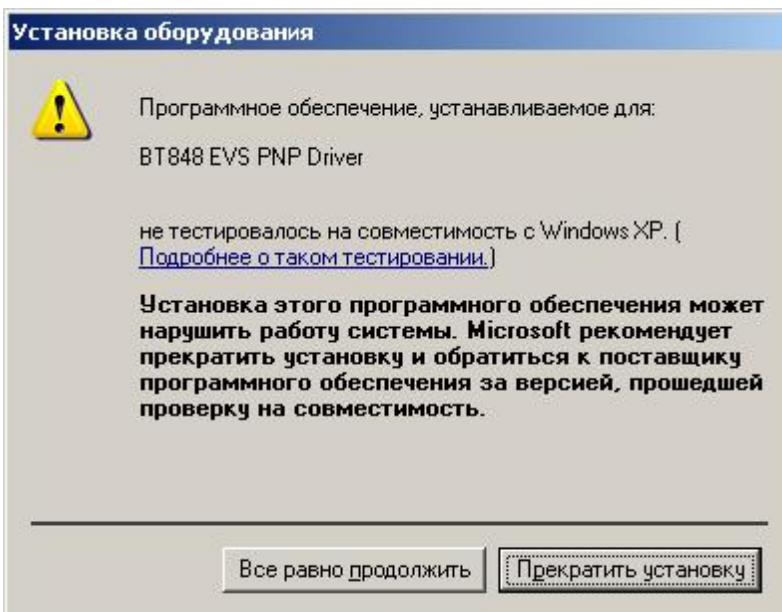 Установка оборудования
Программное обеспечение, устанавливаемое для:
BT848 EVS PNP Driver
не тестировалось на совместимость с Windows XP. (
Подробнее о таком тестировании.)
Установка этого программного обеспечения может
нарушить работу системы. Microsoft рекомендует
прекратить установку и обратиться к поставщику
программного обеспечения за версией, прошедшей
проверку на совместимость.
Все равно продолжить
Прекратить установку